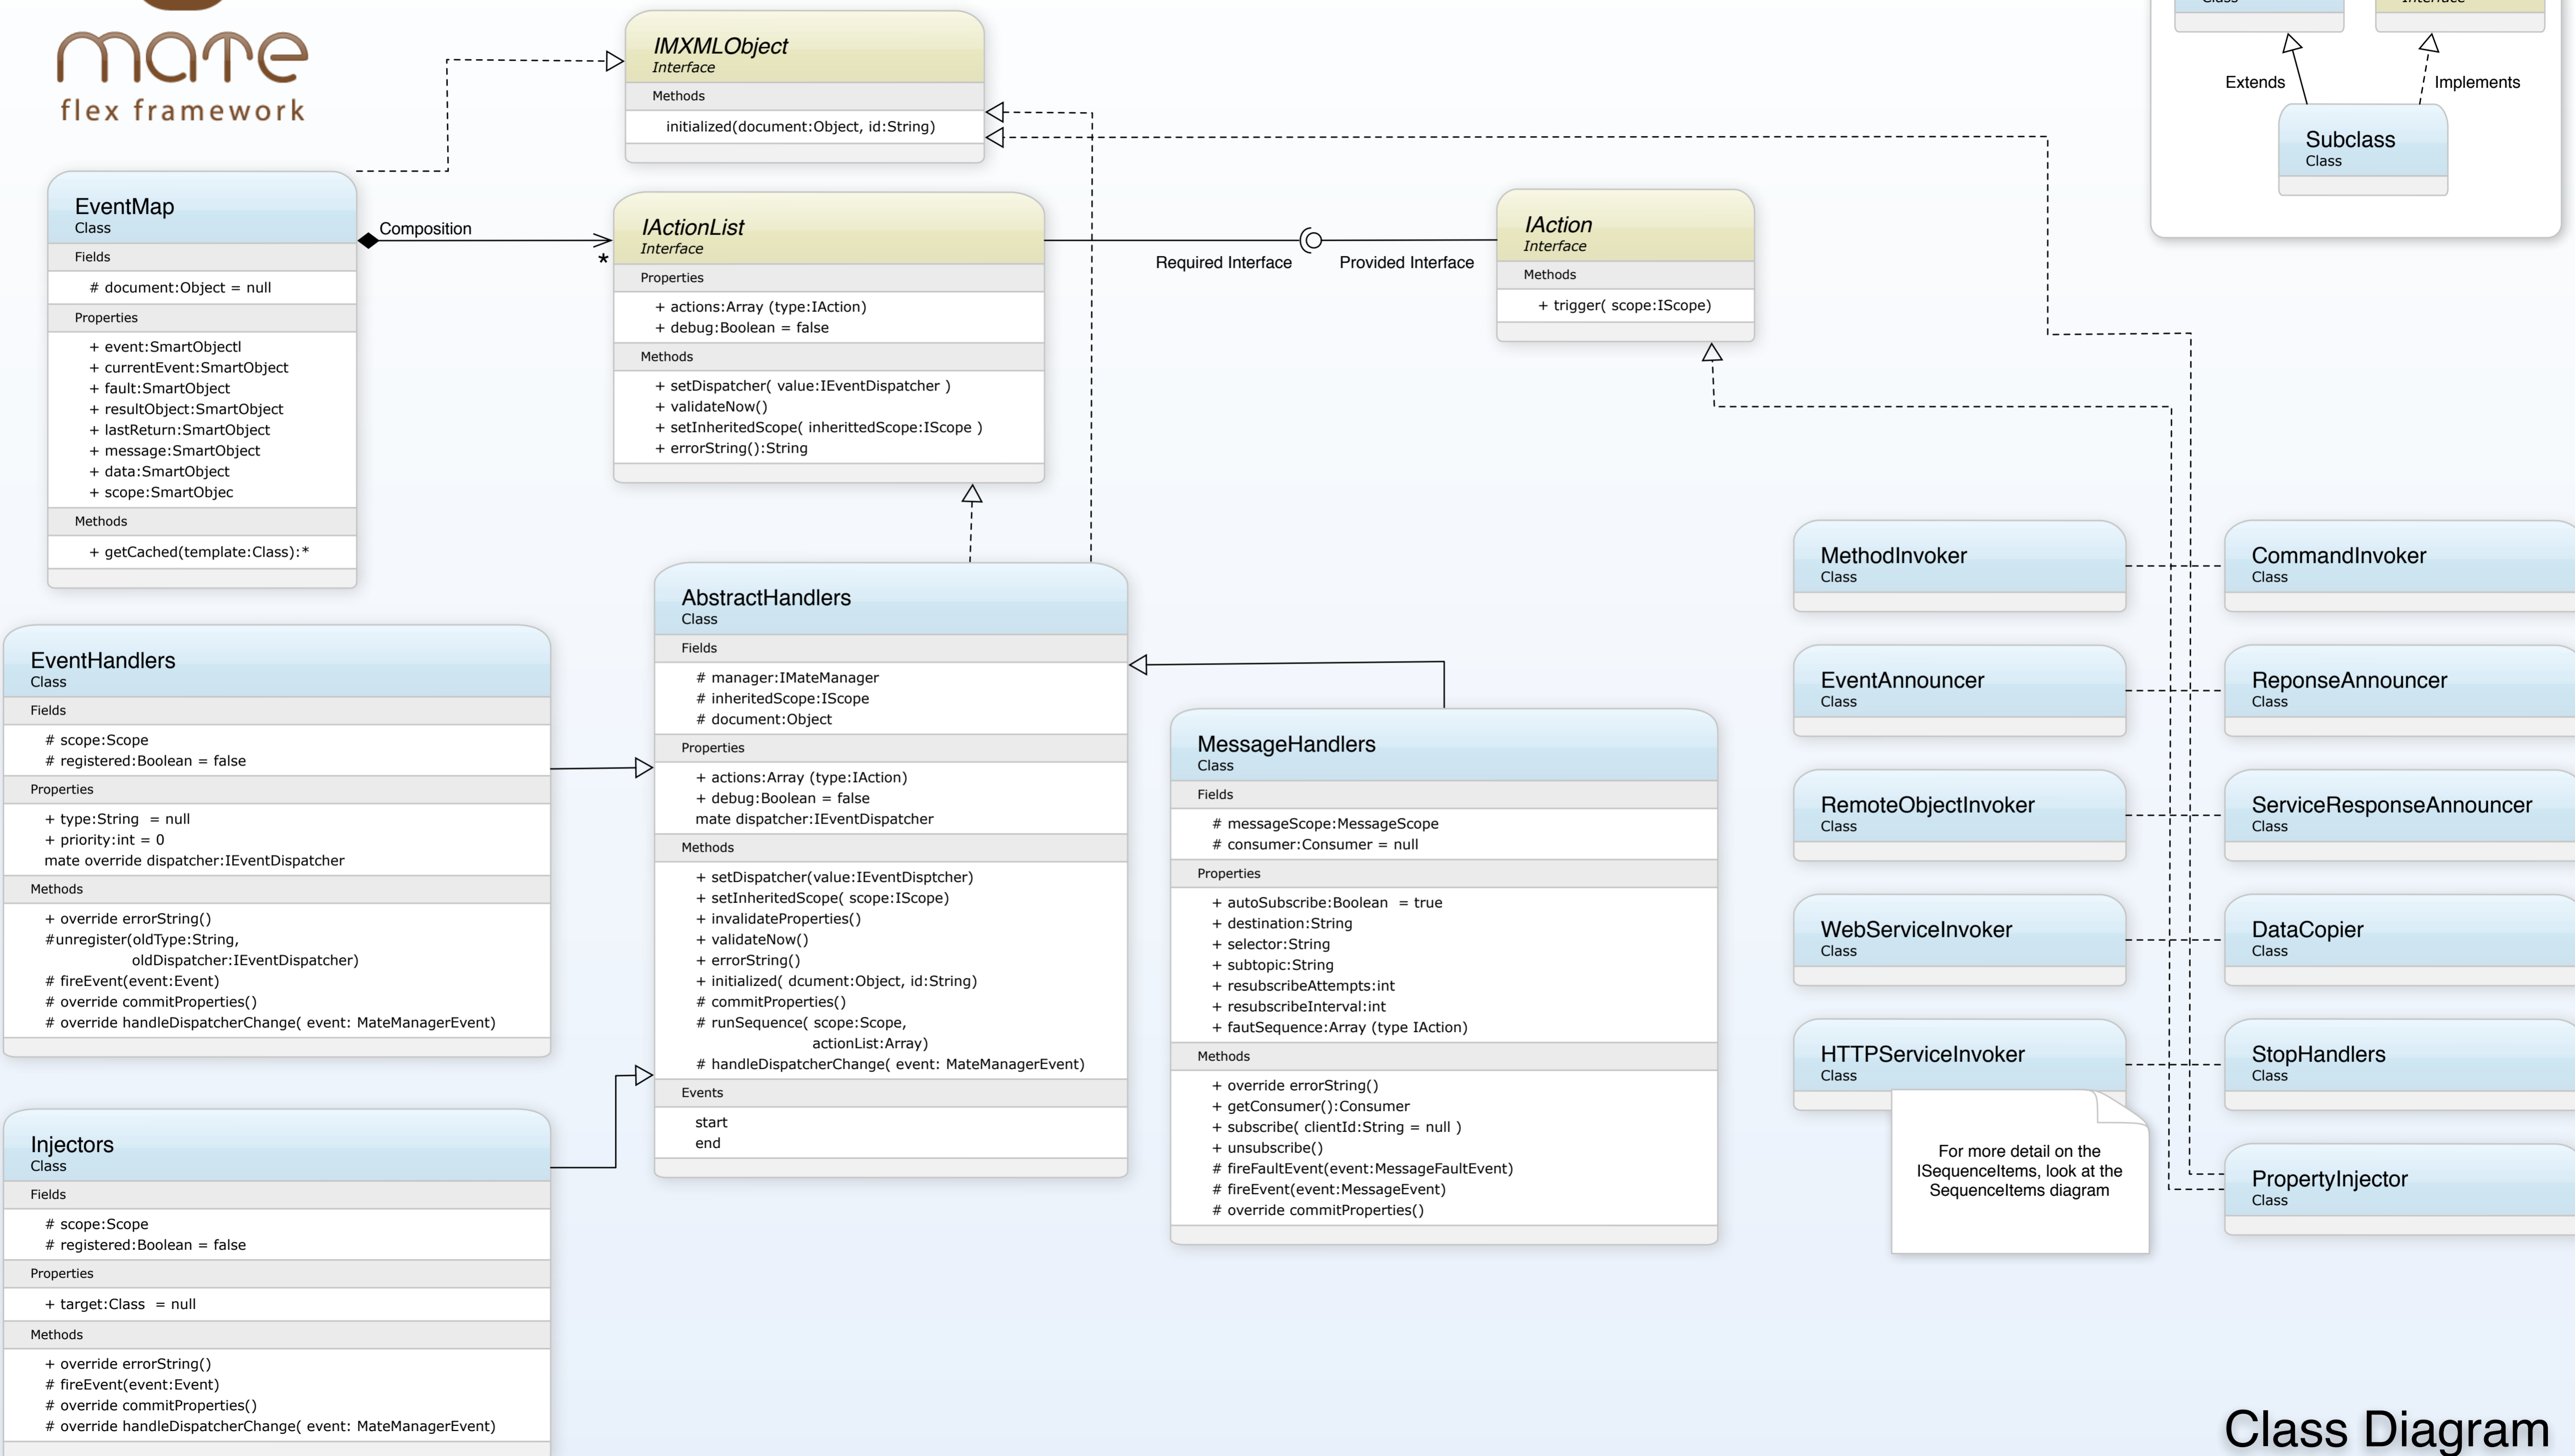 mate
flex framework
IMXMLObject
Interface
Methods
initialized(document:Object, id:String)
Class
Interface
Extends
Implements
Subclass
Class
EventMap
Class
Fields
# document:Object = null
Properties
+ event:SmartObjectI
+ currentEvent:SmartObject
+ fault:SmartObject
+ resultObject:SmartObject
+ lastReturn:SmartObject
+ message:SmartObject
+ data:SmartObject
+ scope:SmartObjec
Methods
+ getCached(template:Class):*
Composition
*
IActionList
Interface
Properties
+ actions:Array (type:IAction)
+ debug:Boolean = false
Methods
+ setDispatcher( value:IEventDispatcher )
+ validateNow()
+ setInheritedScope( inherittedScope:IScope )
+ errorString():String
Required Interface
Provided Interface
IAction
Interface
Methods
+ trigger( scope:IScope)
EventHandlers
Class
Fields
# scope:Scope
# registered:Boolean = false
Properties
+ type:String  = null
+ priority:int = 0
mate override dispatcher:IEventDispatcher
Methods
+ override errorString()
#unregister(oldType:String,
oldDispatcher:IEventDispatcher)
# fireEvent(event:Event)
# override commitProperties()
# override handleDispatcherChange( event: MateManagerEvent)
Injectors
Class
Fields
# scope:Scope
# registered:Boolean = false
Properties
+ target:Class  = null
Methods
+ override errorString()
# fireEvent(event:Event)
# override commitProperties()
# override handleDispatcherChange( event: MateManagerEvent)
AbstractHandlers
Class
Fields
# manager:IMateManager
# inheritedScope:IScope
# document:Object
Properties
+ actions:Array (type:IAction)
+ debug:Boolean = false
mate dispatcher:IEventDispatcher
Methods
+ setDispatcher(value:IEventDisptcher)
+ setInheritedScope( scope:IScope)
+ invalidateProperties()
+ validateNow()
+ errorString()
+ initialized( dcument:Object, id:String)
# commitProperties()
# runSequence( scope:Scope,
actionList:Array)
# handleDispatcherChange( event: MateManagerEvent)
Events
start
end
MessageHandlers
Class
Fields
# messageScope:MessageScope
# consumer:Consumer = null
Properties
+ autoSubscribe:Boolean  = true
+ destination:String
+ selector:String
+ subtopic:String
+ resubscribeAttempts:int
+ resubscribeInterval:int
+ fautSequence:Array (type IAction)
Methods
+ override errorString()
+ getConsumer():Consumer
+ subscribe( clientId:String = null )
+ unsubscribe()
# fireFaultEvent(event:MessageFaultEvent)
# fireEvent(event:MessageEvent)
# override commitProperties()
MethodInvoker
Class
CommandInvoker
Class
EventAnnouncer
Class
ReponseAnnouncer
Class
RemoteObjectInvoker
Class
ServiceResponseAnnouncer
Class
WebServiceInvoker
Class
DataCopier
Class
HTTPServiceInvoker
Class
StopHandlers
Class
For more detail on the
ISequenceItems, look at the
SequenceItems diagram
PropertyInjector
Class
Class Diagram